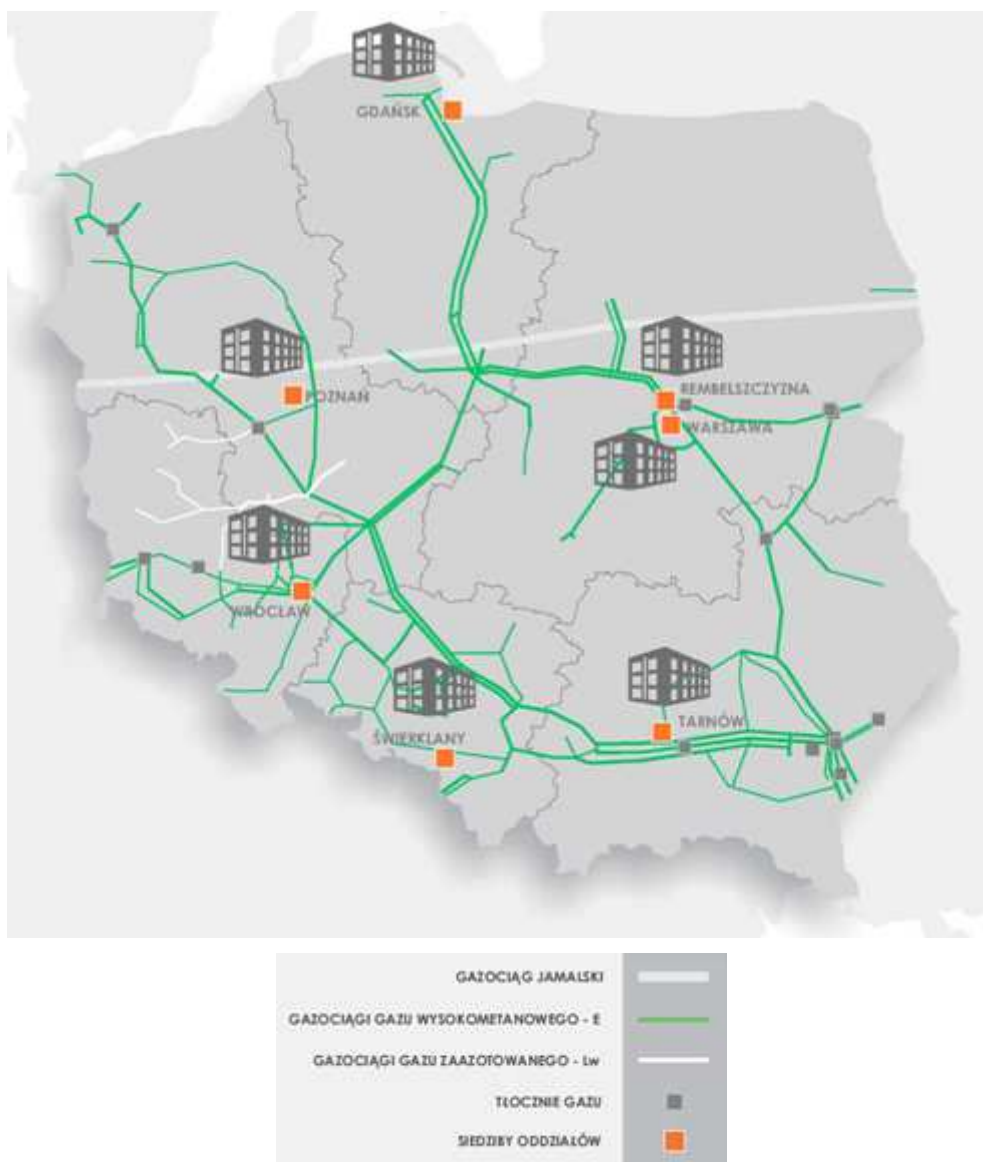 GDAŃSK
POZNAŃ
REMBELSZCZYZNA
WARSZAWA
WROCŁAW
ŚWIERKLANY
TARNÓW
GAZOCIĄG JAMALSKI
GAZOCIĄGI GAZU WYSOKOMETANOWEGO - E
GAZOCIĄGI GAZU ZAAZOTOWANEGO - Lw
TŁOCZNIE GAZU
SIEDZIBY ODDZIAŁÓW